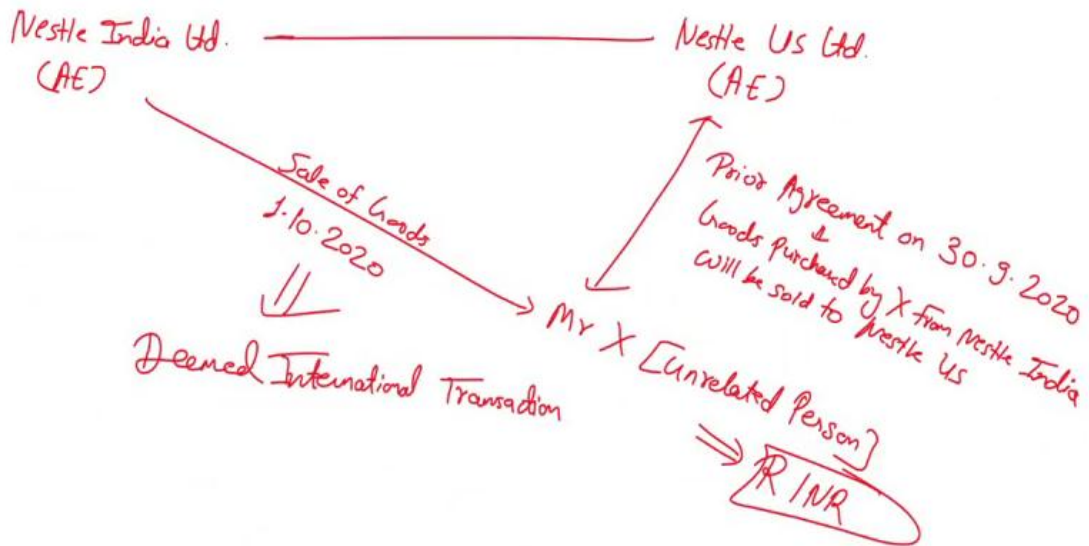 Nestle India Ltd.
(AE)
Nestle US Ltd.
(AE)
Sale of Goods
1.10.2020
Deemed International Transaction
Prior Agreement on 30.9.2020
Goods Purchased by X from Nestle India
will be sold to Nestle US
Mr X [Unrelated Person]
R/NR